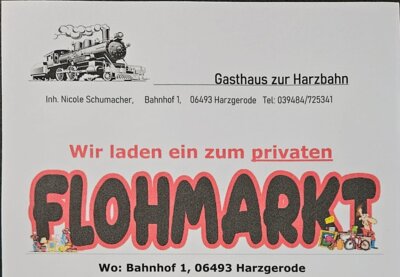 Gasthaus zur Harzbahn
Inh. Nicole Schumacher, Bahnhof 1, 06493 Harzgerode Tel: 039484/725341
Wir laden ein zum privaten
FLOHMARKT
Wo: Bahnhof 1, 06493 Harzgerode